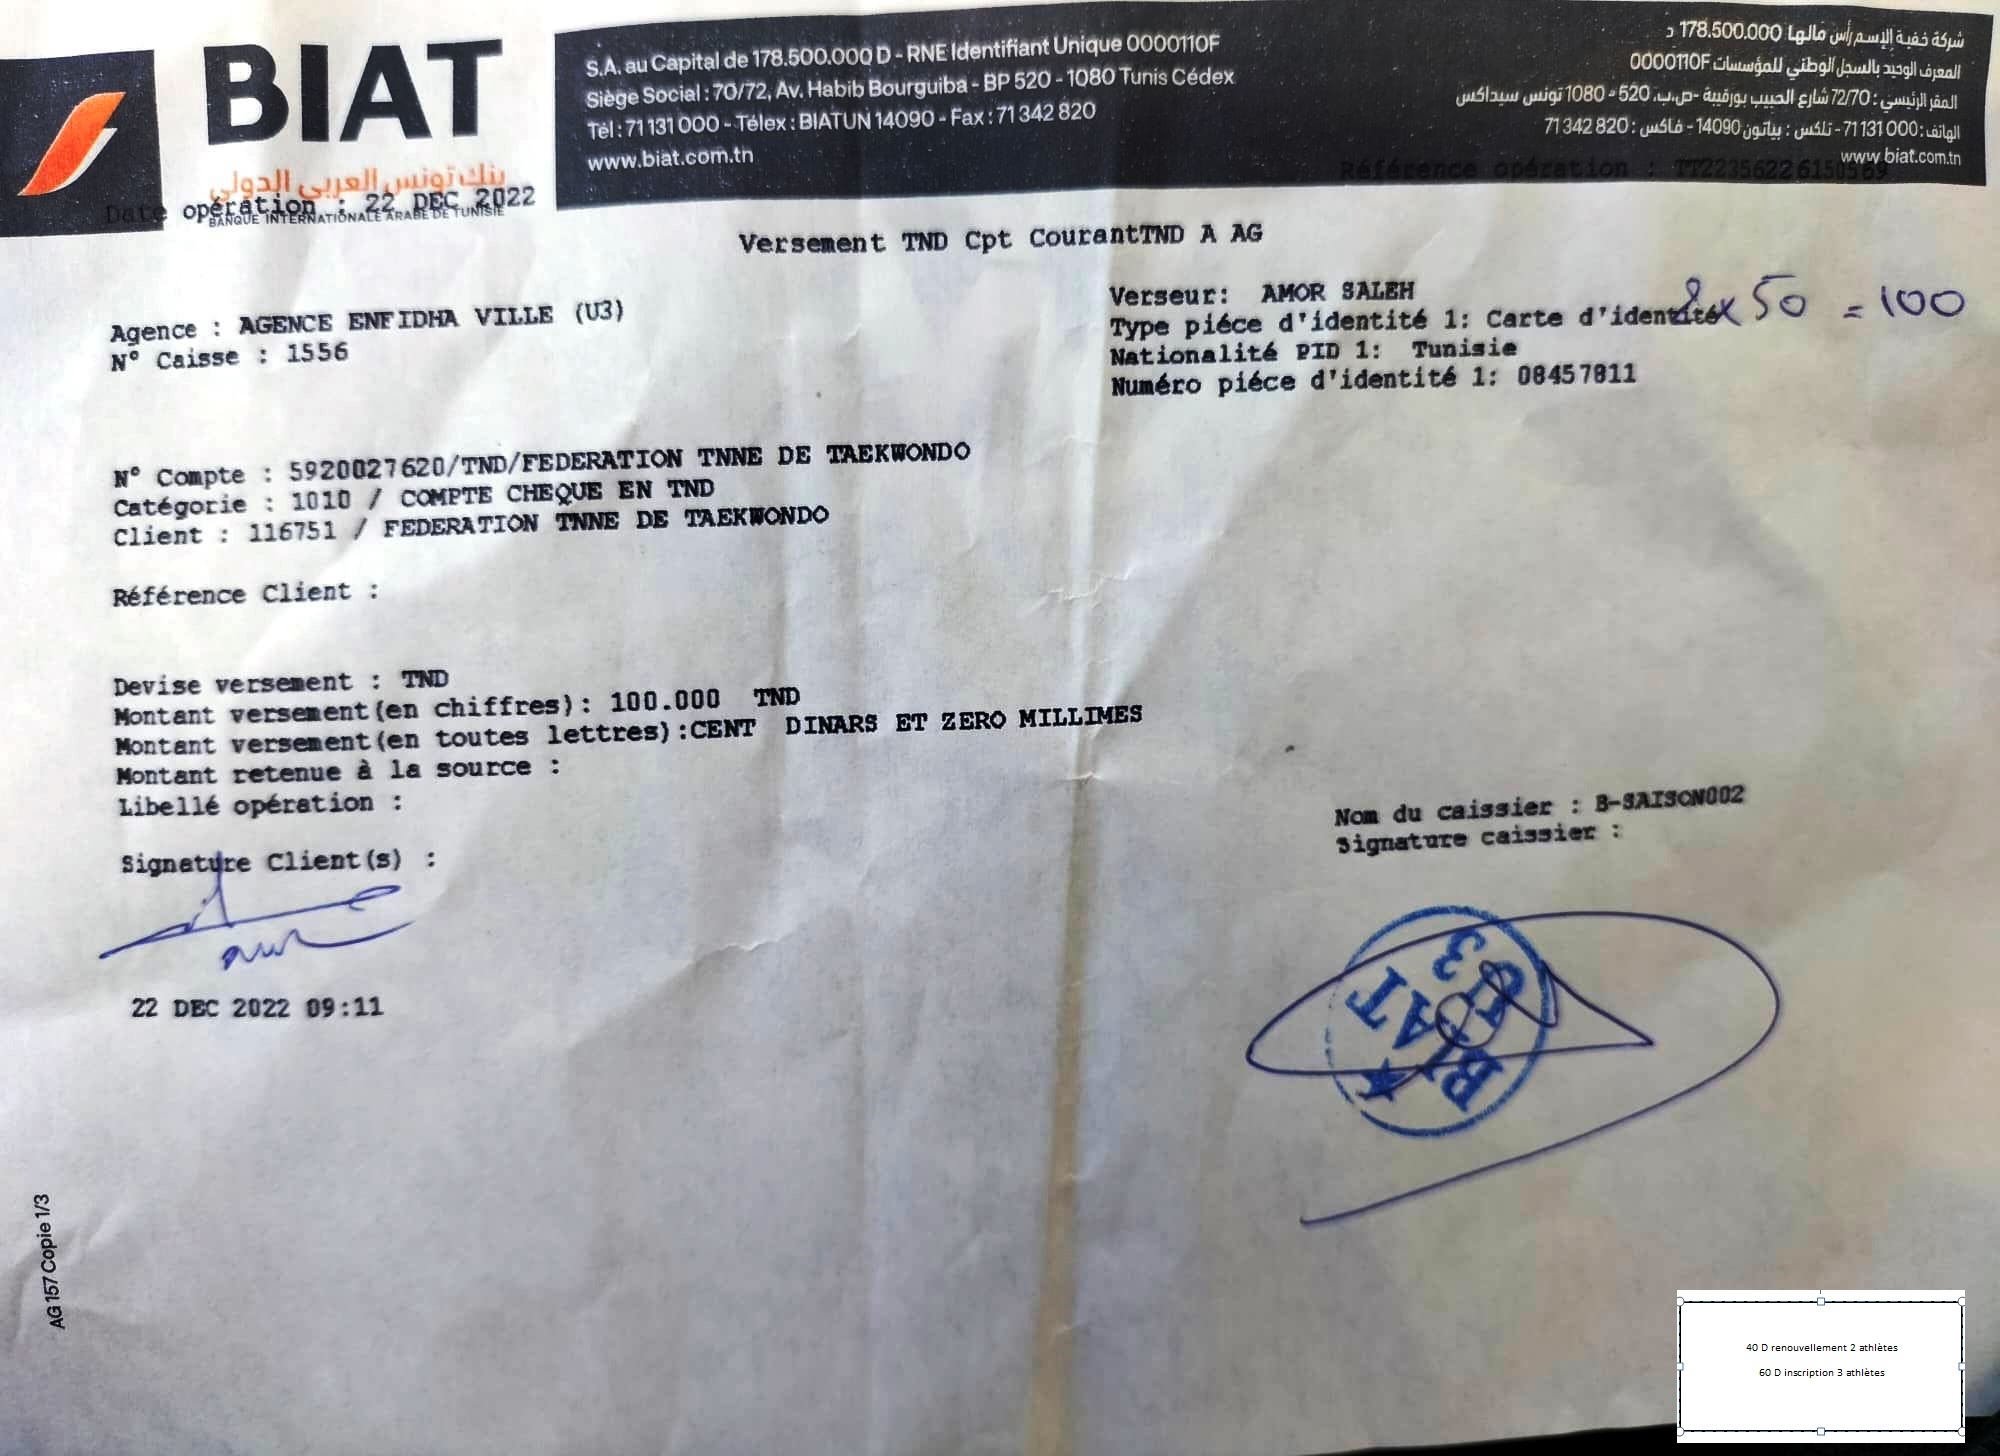 BIAT
بنك تونس العربي الدولي
BANQUE INTERNATIONALE ARABE DE TUNISIE
S.A. au Capital de 178.500.000 D - RNE Identifiant Unique 0000110F
Siège Social : 70/72, Av. Habib Bourguiba - BP 520 - 1080 Tunis Cédex
Tél : 71 131 000 - Télex : BIATUN 14090 - Fax : 71 342 820
www.biat.com.tn
شركة خفية الإسم رأس مالها 178.500.000 د
المعرف الوحيد بالسجل الوطني للمؤسسات 0000110F
المقر الرئيسي : 72/70 شارع الحبيب بورقيبة -ص.ب. 520 - 1080 تونس سيداكس
الهاتف : 71 131 000 - تلكس : بياتون 14090 - فاكس : 71 342 820
www.biat.com.tn
Référence opération : TT22356226150569
Date opération : 22 DEC 2022
Versement TND Cpt CourantTND A AG
Agence : AGENCE ENFIDHA VILLE (U3)
N° Caisse : 1556
Verseur: AMOR SALEH
Type piéce d'identité 1: Carte d'identité
Nationalité PID 1: Tunisie
Numéro piéce d'identité 1: 08457811
2 x 50 = 100
N° Compte : 5920027620/TND/FEDERATION TNNE DE TAEKWONDO
Catégorie : 1010 / COMPTE CHEQUE EN TND
Client : 116751 / FEDERATION TNNE DE TAEKWONDO
Référence Client :
Devise versement : TND
Montant versement(en chiffres): 100.000 TND
Montant versement(en toutes lettres):CENT DINARS ET ZERO MILLIMES
Montant retenue à la source :
Libellé opération :
Nom du caissier : B-SAISON002
Signature caissier :
Signature Client(s) :
22 DEC 2022 09:11
BIAT
BIAT
AG 157 Copie 1/3
40 D renouvellement 2 athlètes
60 D inscription 3 athlètes